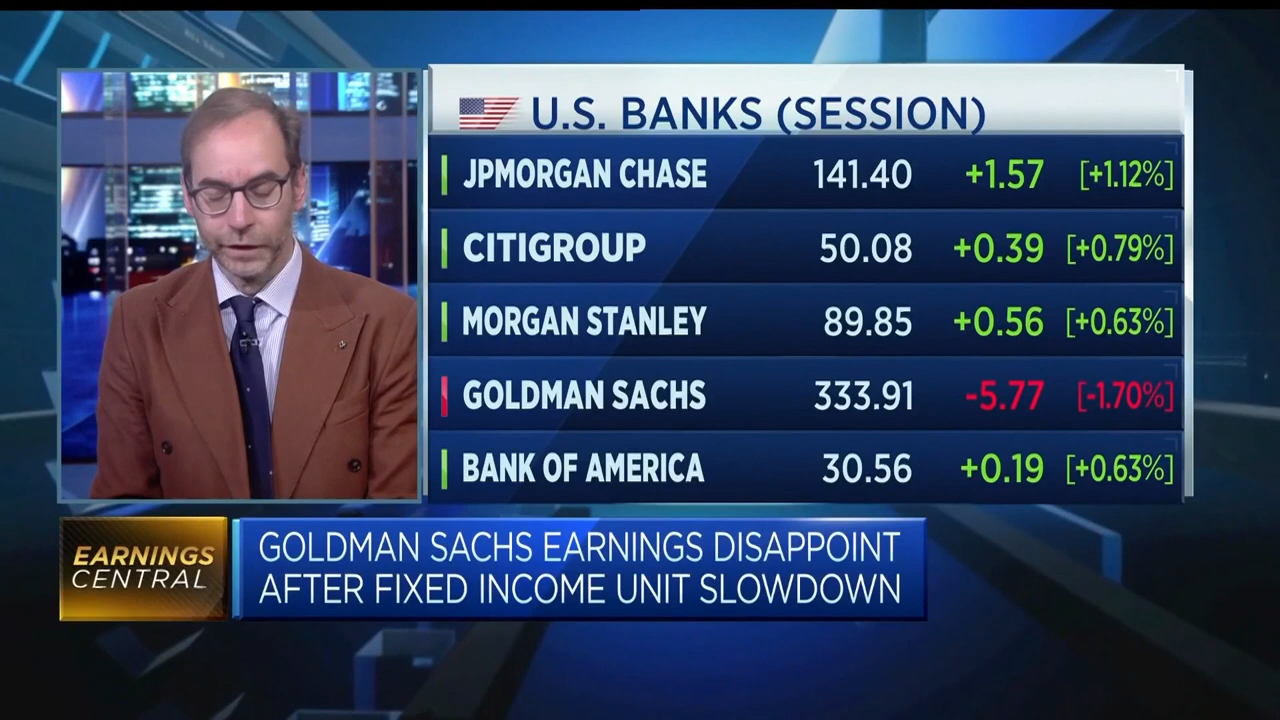 U.S. BANKS (SESSION)
JPMORGAN CHASE 141.40 +1.57 [+1.12%]
CITIGROUP 50.08 +0.39 [+0.79%]
MORGAN STANLEY 89.85 +0.56 [+0.63%]
GOLDMAN SACHS 333.91 -5.77 [-1.70%]
BANK OF AMERICA 30.56 +0.19 [+0.63%]
EARNINGS
CENTRAL
GOLDMAN SACHS EARNINGS DISAPPOINT
AFTER FIXED INCOME UNIT SLOWDOWN